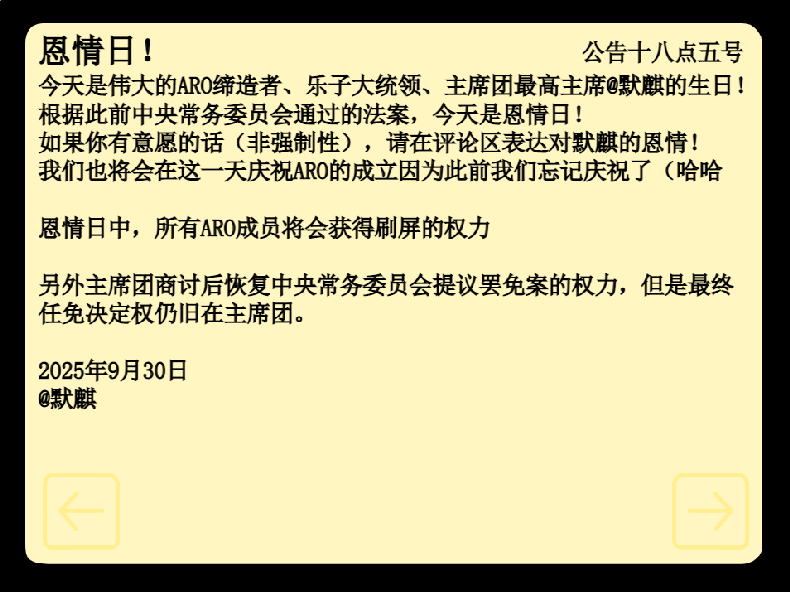 恩情日！
公告十八点五号
今天是伟大的ARO缔造者、乐子大统领、主席团最高主席@默麒的生日！
根据此前中央常务委员会通过的法案，今天是恩情日！
如果你有意愿的话（非强制性），请在评论区表达对默麒的恩情！
我们也将会在这一天庆祝ARO的成立因为此前我们忘记庆祝了（哈哈
恩情日中，所有ARO成员将会获得刷屏的权力
另外主席团商讨后恢复中央常务委员会提议罢免案的权力，但是最终
任免决定权仍旧在主席团。
2025年9月30日
@默麒